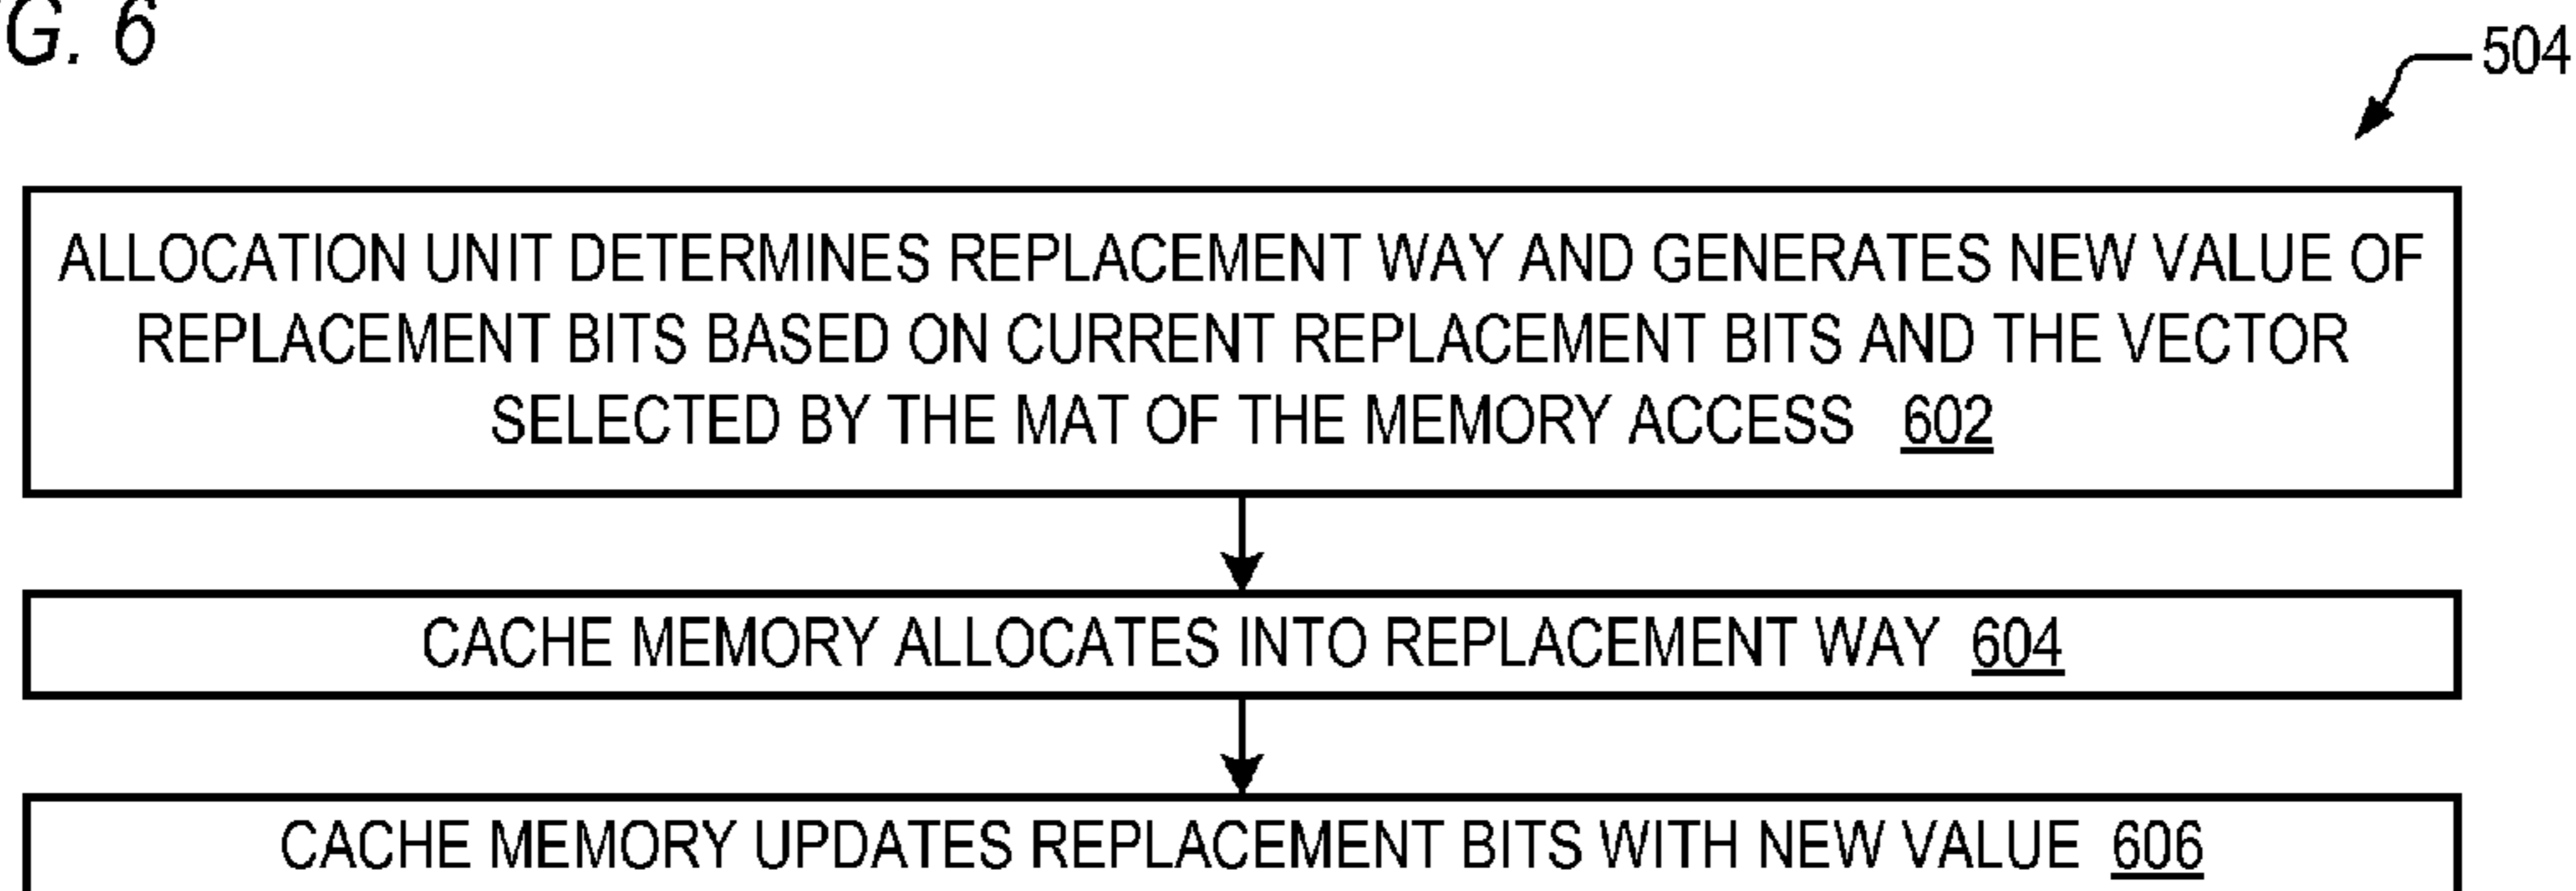 G. 6
504
ALLOCATION UNIT DETERMINES REPLACEMENT WAY AND GENERATES NEW VALUE OF
REPLACEMENT BITS BASED ON CURRENT REPLACEMENT BITS AND THE VECTOR
SELECTED BY THE MAT OF THE MEMORY ACCESS 602
CACHE MEMORY ALLOCATES INTO REPLACEMENT WAY 604
CACHE MEMORY UPDATES REPLACEMENT BITS WITH NEW VALUE 606